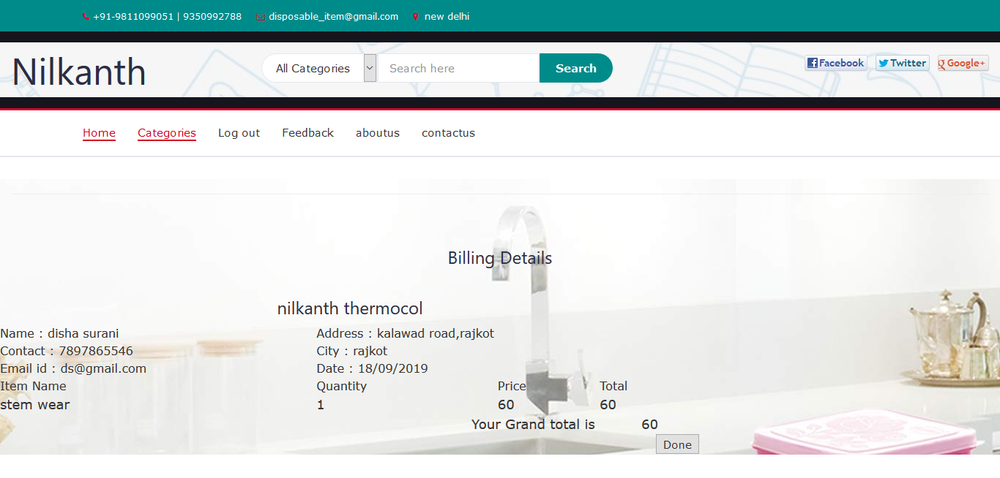 +91-9811099051 | 9350992788 disposable_item@gmail.com new delhi
Nilkanth
All Categories Search here Search
Facebook Twitter Google+
Home Categories Log out Feedback aboutus contactus
Billing Details
nilkanth thermocol
Name : disha surani Address : kalawad road,rajkot
Contact : 7897865546 City : rajkot
Email id : ds@gmail.com Date : 18/09/2019
Item Name Quantity Price Total
stem wear 1 60 60
Your Grand total is 60
Done